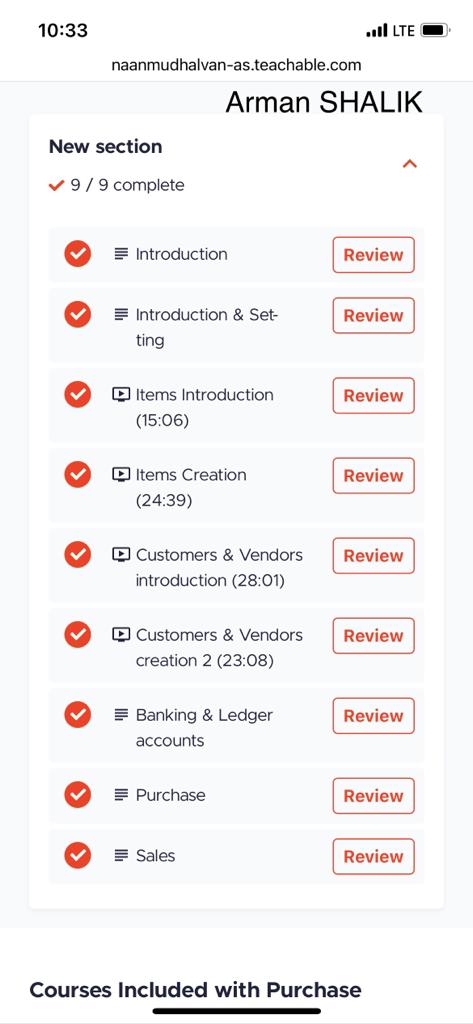 10:33
LTE
naanmudhalvan-as.teachable.com
Arman SHALIK
New section
9 / 9 complete
Introduction
Review
Introduction & Set-
ting
Review
Items Introduction
(15:06)
Review
Items Creation
(24:39)
Review
Customers & Vendors
introduction (28:01)
Review
Customers & Vendors
creation 2 (23:08)
Review
Banking & Ledger
accounts
Review
Purchase
Review
Sales
Review
Courses Included with Purchase